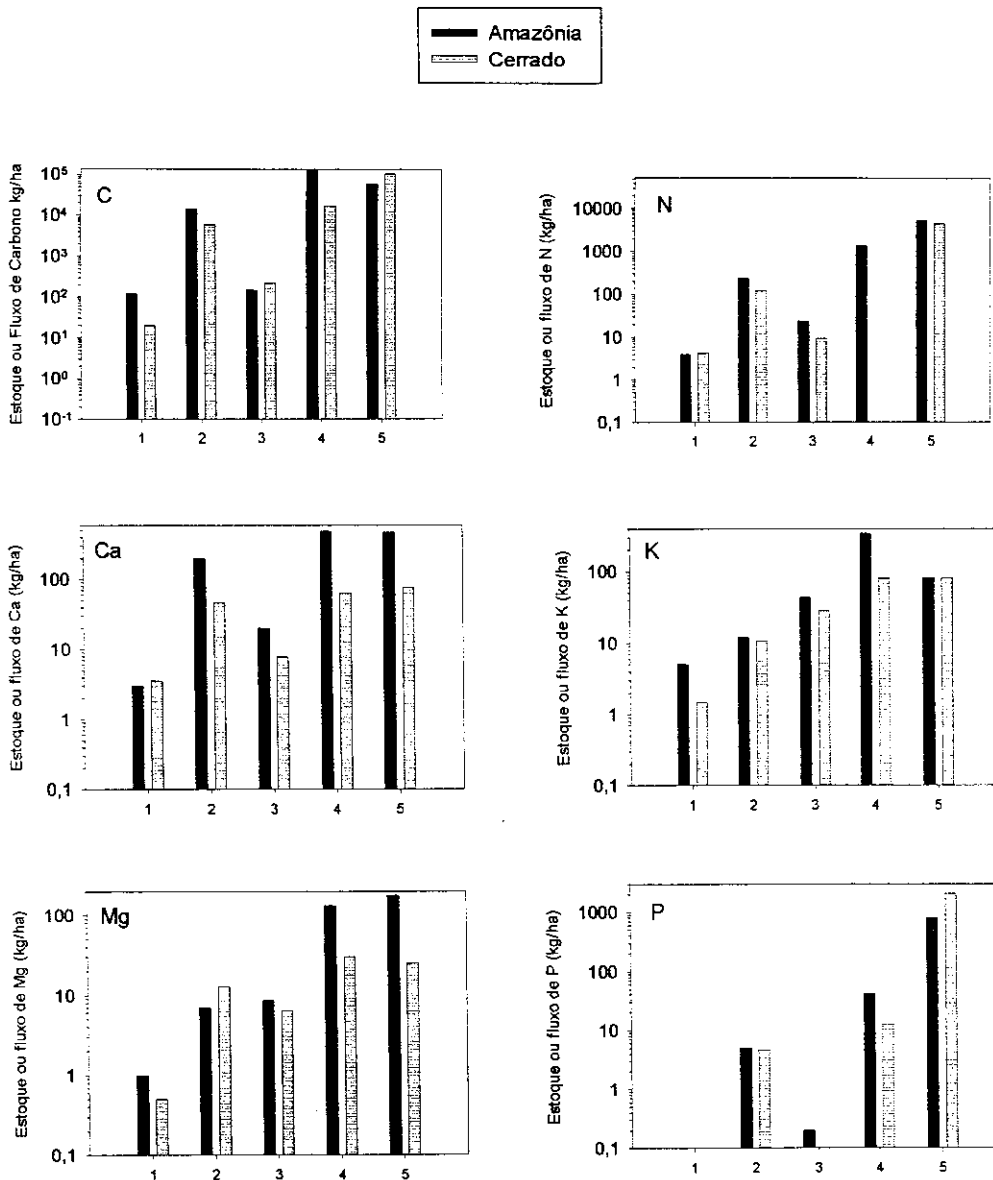 Amazônia
Cerrado
Estoque ou Fluxo de Carbono kg/ha
C
10⁵
10⁴
10³
10²
10¹
10⁰
10⁻¹
1 2 3 4 5
Estoque ou fluxo de N (kg/ha)
N
10000
1000
100
10
1
0,1
1 2 3 4 5
Estoque ou fluxo de Ca (kg/ha)
Ca
100
10
1
0,1
1 2 3 4 5
Estoque ou fluxo de K (kg/ha)
K
100
10
1
0,1
1 2 3 4 5
Estoque ou fluxo de Mg (kg/ha)
Mg
100
10
1
0,1
1 2 3 4 5
Estoque ou fluxo de P (kg/ha)
P
1000
100
10
1
0,1
1 2 3 4 5